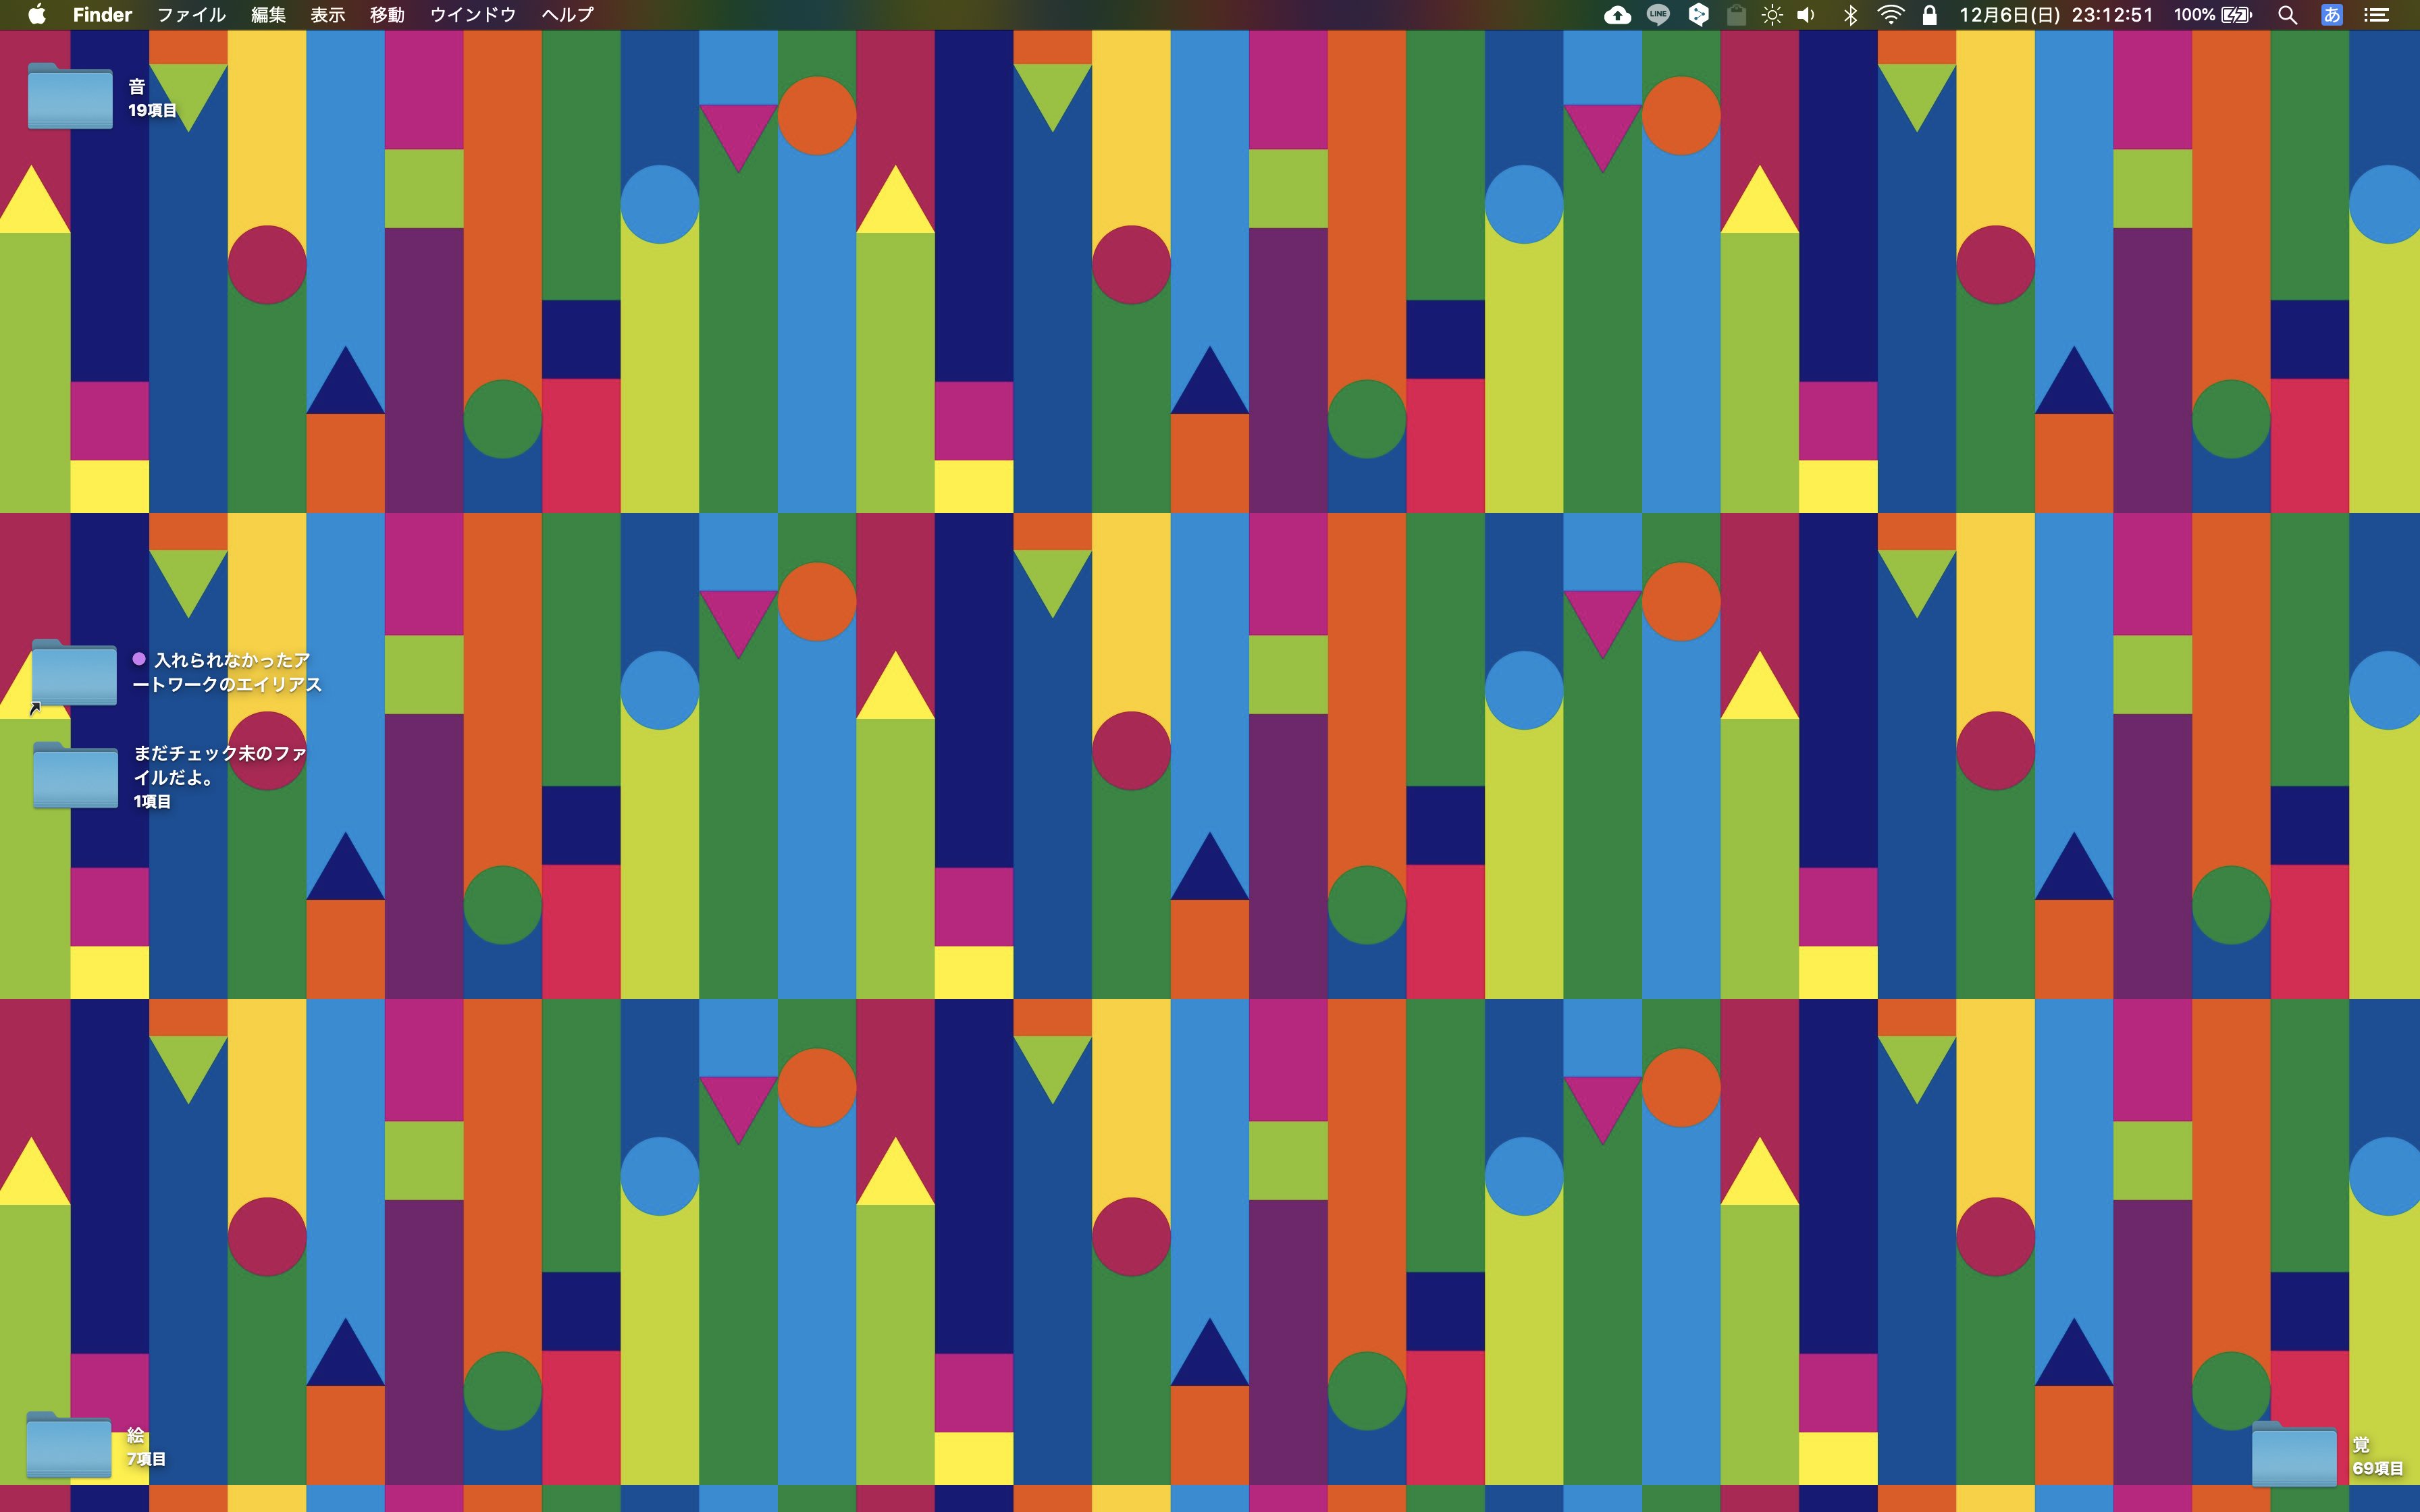 Finder ファイル 編集 表示 移動 ウインドウ ヘルプ LINE 12月6日(日) 23:12:51 100% あ
音
19項目
入れられなかったア
ートワークのエイリアス
まだチェック未のファ
イルだよ。
1項目
絵
7項目
覚
69項目